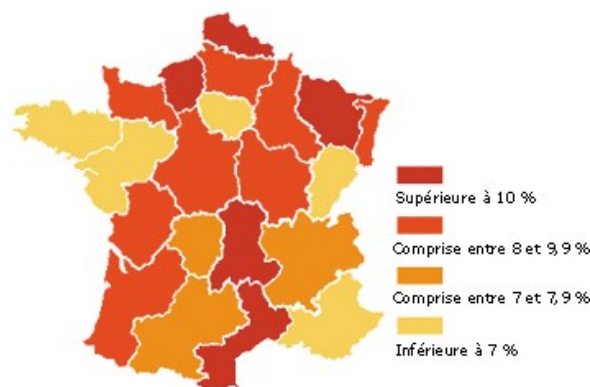 Supérieure à 10 %
Comprise entre 8 et 9,9 %
Comprise entre 7 et 7,9 %
Inférieure à 7 %